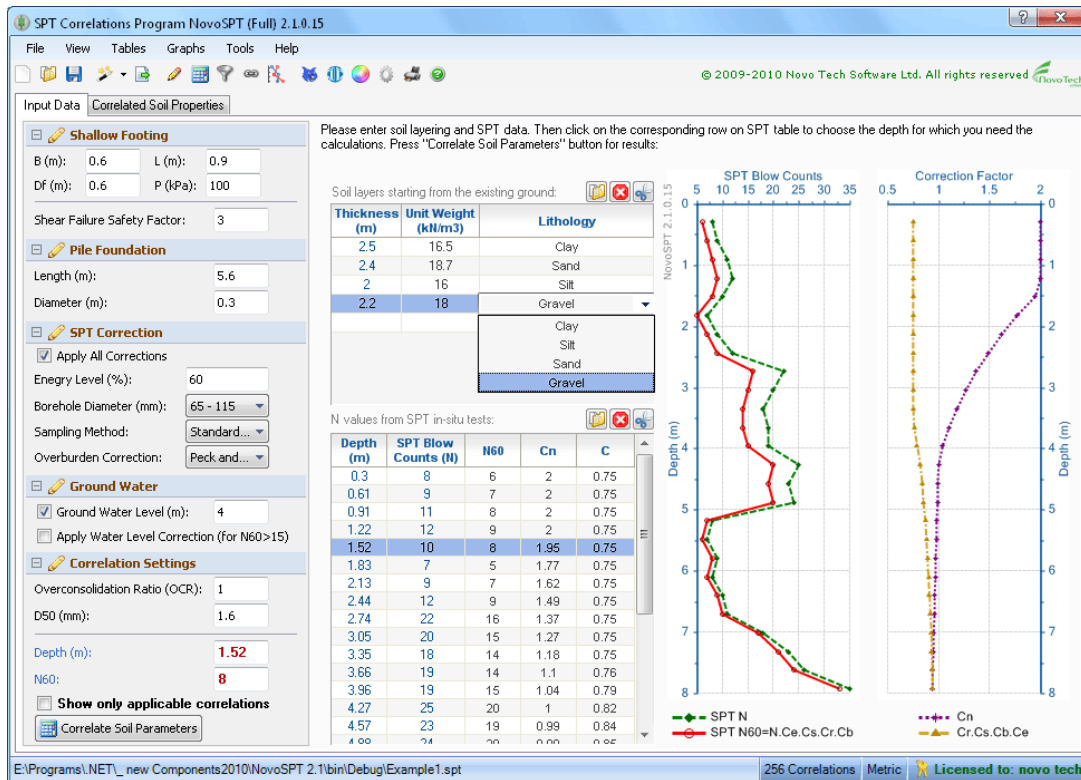 SPT Correlations Program NovoSPT (Full) 2.1.0.15
File View Tables Graphs Tools Help
© 2009-2010 Novo Tech Software Ltd. All rights reserved
NovoTech
Input Data Correlated Soil Properties
Shallow Footing
B (m): 0.6 L (m): 0.9
Df (m): 0.6 P (kPa): 100
Shear Failure Safety Factor: 3
Pile Foundation
Length (m): 5.6
Diameter (m): 0.3
SPT Correction
Apply All Corrections
Enegry Level (%): 60
Borehole Diameter (mm): 65 - 115
Sampling Method: Standard...
Overburden Correction: Peck and...
Ground Water
Ground Water Level (m): 4
Apply Water Level Correction (for N60>15)
Correlation Settings
Overconsolidation Ratio (OCR): 1
D50 (mm): 1.6
Depth (m): 1.52
N60: 8
Show only applicable correlations
Correlate Soil Parameters
Please enter soil layering and SPT data. Then click on the corresponding row on SPT table to choose the depth for which you need the
calculations. Press "Correlate Soil Parameters" button for results:
Soil layers starting from the existing ground:
Thickness (m) Unit Weight (kN/m3) Lithology
2.5 16.5 Clay
2.4 18.7 Sand
2 16 Silt
2.2 18 Gravel
Clay
Silt
Sand
Gravel
N values from SPT in-situ tests:
Depth (m) SPT Blow Counts (N) N60 Cn C
0.3 8 6 2 0.75
0.61 9 7 2 0.75
0.91 11 8 2 0.75
1.22 12 9 2 0.75
1.52 10 8 1.95 0.75
1.83 7 5 1.77 0.75
2.13 9 7 1.62 0.75
2.44 12 9 1.49 0.75
2.74 22 16 1.37 0.75
3.05 20 15 1.27 0.75
3.35 18 14 1.18 0.75
3.66 19 14 1.1 0.76
3.96 19 15 1.04 0.79
4.27 25 20 1 0.82
4.57 23 19 0.99 0.84
4.88 24 20 0.99 0.85
NovoSPT 2.1.0.15
SPT Blow Counts
5 10 15 20 25 30 35
0
1
2
3
4
5
6
7
8
Depth (m)
SPT N
SPT N60=N.Ce.Cs.Cr.Cb
Correction Factor
0.5 1 1.5 2
0
1
2
3
4
5
6
7
8
Depth (m)
Cn
Cr.Cs.Cb.Ce
E:\Programs\.NET\_ new Components2010\NovoSPT 2.1\bin\Debug\Example1.spt 256 Correlations Metric Licensed to: novo tech